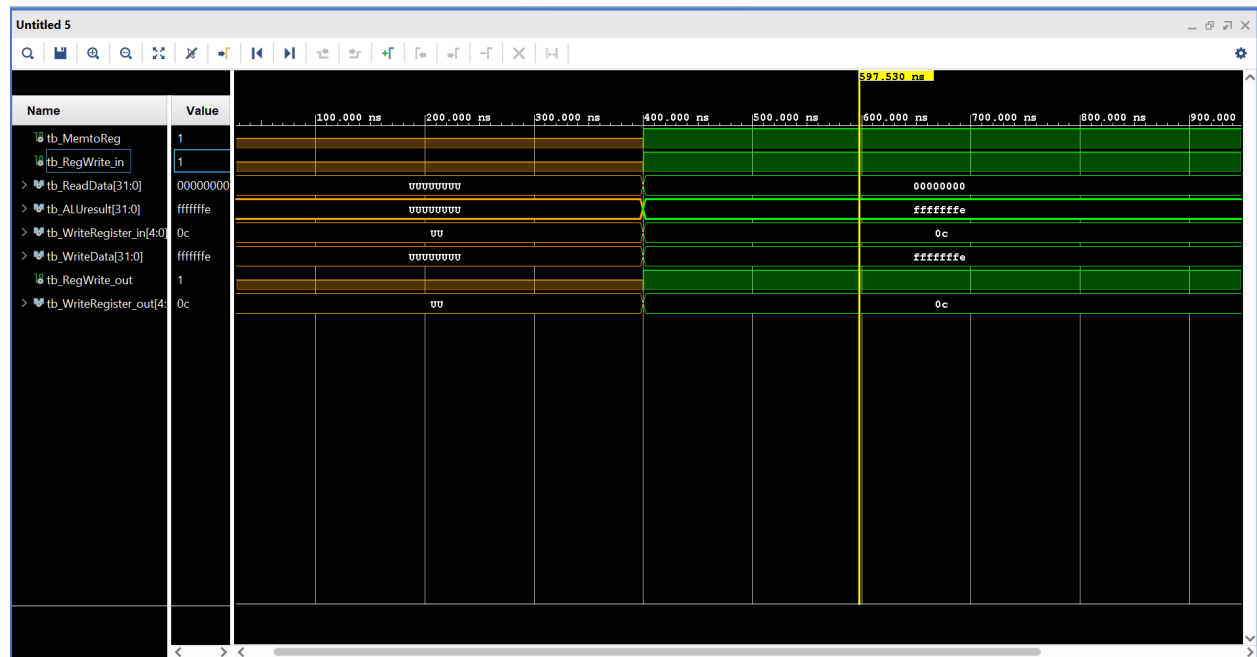 Untitled 5
597.530 ns
Name Value
100.000 ns 200.000 ns 300.000 ns 400.000 ns 500.000 ns 600.000 ns 700.000 ns 800.000 ns 900.000
tb_MemtoReg 1
tb_RegWrite_in 1
tb_ReadData[31:0] 00000000 UUUUUUUU 00000000
tb_ALUresult[31:0] fffffffe UUUUUUUU fffffffe
tb_WriteRegister_in[4:0] 0c UU 0c
tb_WriteData[31:0] fffffffe UUUUUUUU fffffffe
tb_RegWrite_out 1
tb_WriteRegister_out[4: 0c UU 0c